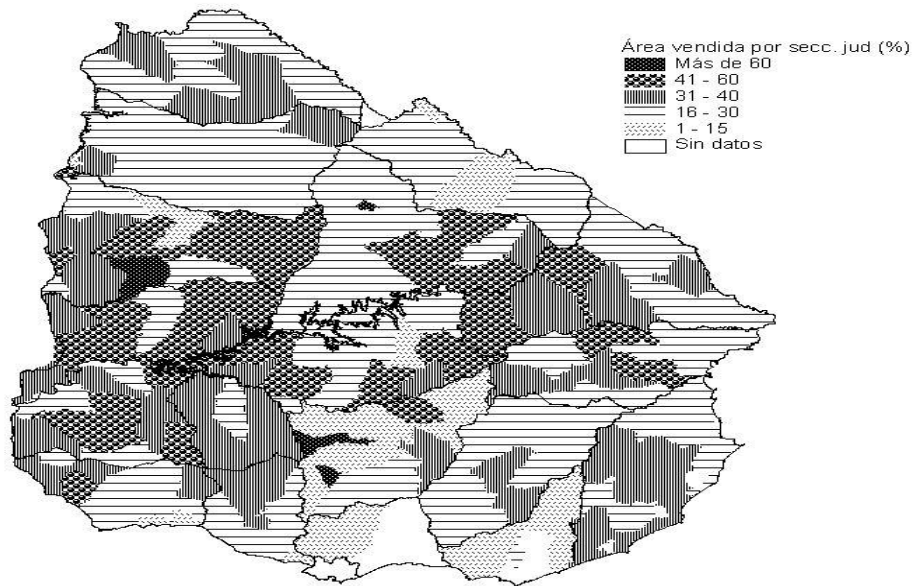 Área vendida por secc. jud (%)
Más de 60
41 - 60
31 - 40
16 - 30
1 - 15
Sin datos